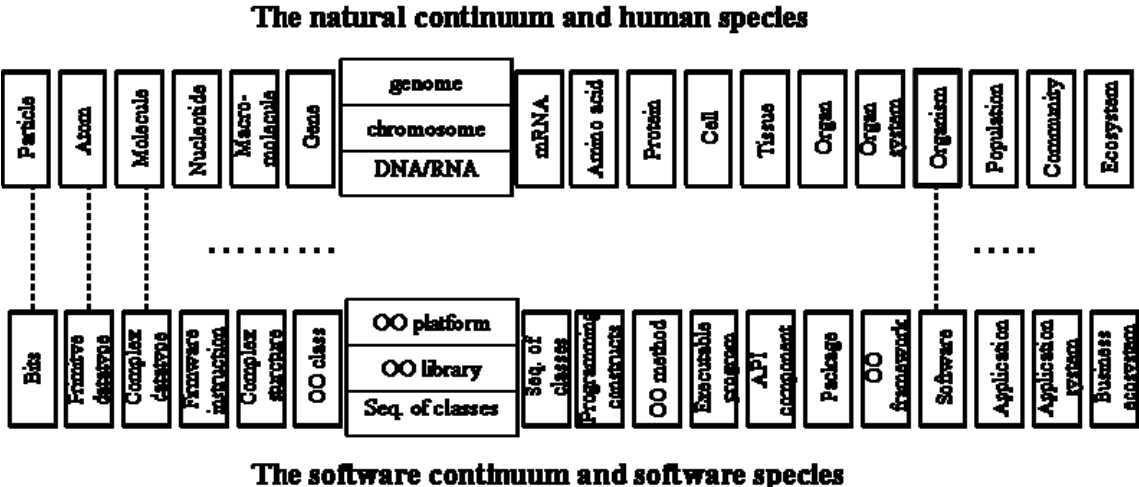 The natural continuum and human species
Particle
Atom
Molecule
Nucleotide
Macro-
molecule
Gene
genome
chromosome
DNA/RNA
mRNA
Amino acid
Protein
Cell
Tissue
Organ
Organ
system
Organism
Population
Community
Ecosystem
Bits
Primitve
datatype
Complex
datatype
Firmware
instruction
Complex
sturcture
OO class
OO platform
OO library
Seq. of classes
Seq. of
classes
Programming
constructs
OO method
Executable
program
API
component
Package
OO
framework
Software
Application
Application
system
Business
ecosystem
The software continuum and software species